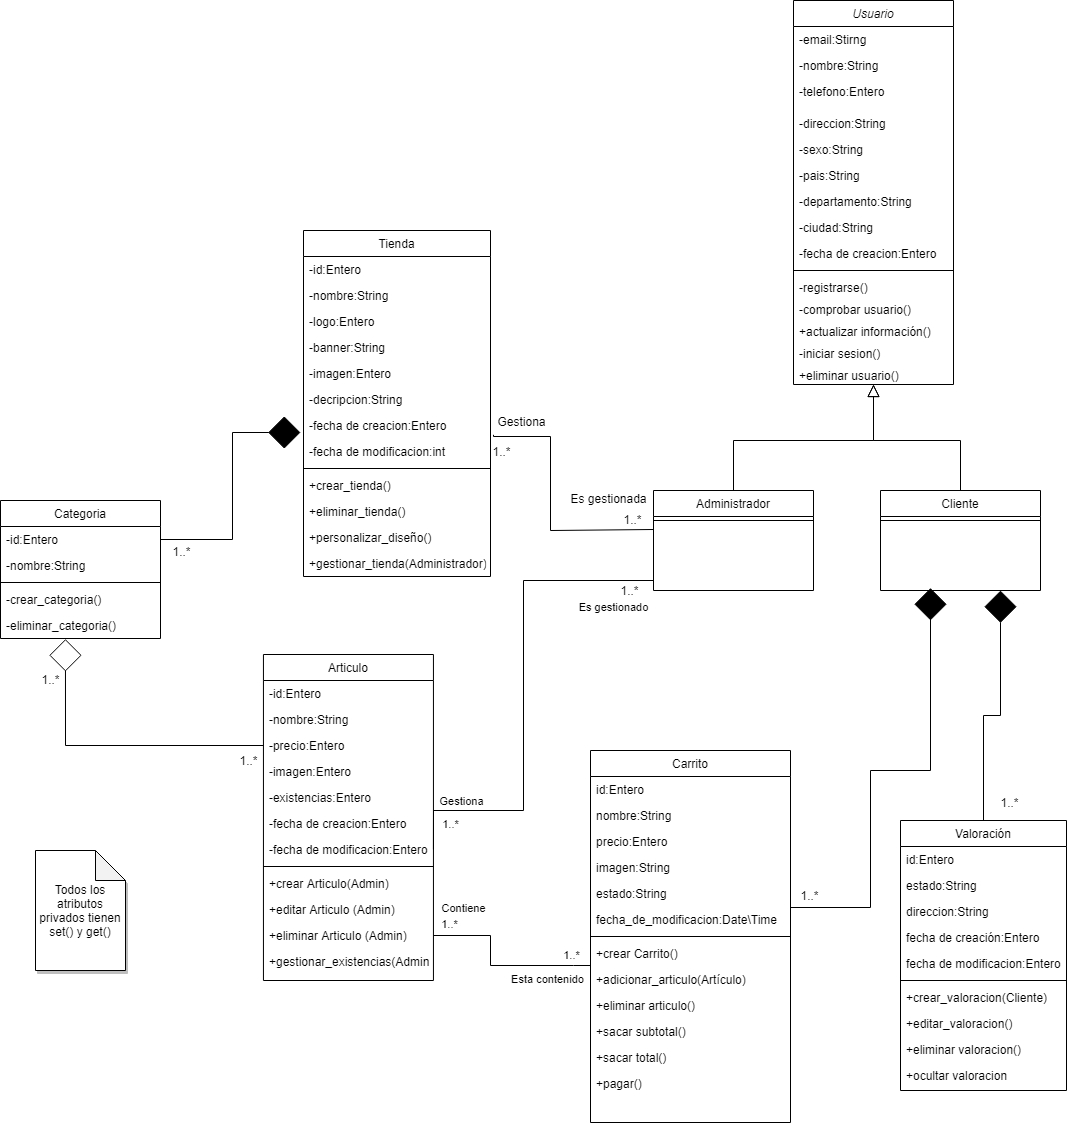 Usuario
-email:Stirng
-nombre:String
-telefono:Entero
-direccion:String
-sexo:String
-pais:String
-departamento:String
-ciudad:String
-fecha de creacion:Entero
-registrarse()
-comprobar usuario()
+actualizar información()
-iniciar sesion()
+eliminar usuario()
Tienda
-id:Entero
-nombre:String
-logo:Entero
-banner:String
-imagen:Entero
-decripcion:String
-fecha de creacion:Entero
-fecha de modificacion:int
+crear_tienda()
+eliminar_tienda()
+personalizar_diseño()
+gestionar_tienda(Administrador)
Gestiona
1..*
Es gestionada
1..*
Administrador
Cliente
Categoria
-id:Entero
-nombre:String
-crear_categoria()
-eliminar_categoria()
1..*
1..*
1..*
Es gestionado
1..*
Articulo
-id:Entero
-nombre:String
-precio:Entero
-imagen:Entero
-existencias:Entero
-fecha de creacion:Entero
-fecha de modificacion:Entero
+crear Articulo(Admin)
+editar Articulo (Admin)
+eliminar Articulo (Admin)
+gestionar_existencias(Admin
Gestiona
1..*
Contiene
1..*
1..*
Esta contenido
Carrito
id:Entero
nombre:String
precio:Entero
imagen:String
estado:String
fecha_de_modificacion:Date\Time
+crear Carrito()
+adicionar_articulo(Artículo)
+eliminar articulo()
+sacar subtotal()
+sacar total()
+pagar()
1..*
1..*
Valoración
id:Entero
estado:String
direccion:String
fecha de creación:Entero
fecha de modificacion:Entero
+crear_valoracion(Cliente)
+editar_valoracion()
+eliminar valoracion()
+ocultar valoracion
Todos los
atributos
privados tienen
set() y get()